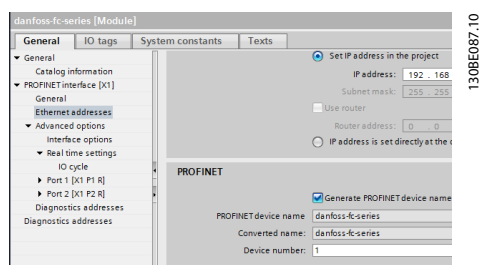 danfoss-fc-series [Module]
General IO tags System constants Texts
General
Catalog information
PROFINET interface [X1]
General
Ethernet addresses
Advanced options
Interface options
Real time settings
IO cycle
Port 1 [X1 P1 R]
Port 2 [X1 P2 R]
Diagnostics addresses
Diagnostics addresses
Set IP address in the project
IP address: 192 . 168
Subnet mask: 255 . 255
Use router
Router address: 0 . 0
IP address is set directly at the
PROFINET
Generate PROFINET device name
PROFINET device name danfoss-fc-series
Converted name: danfoss-fc-series
Device number: 1
130BE087.10